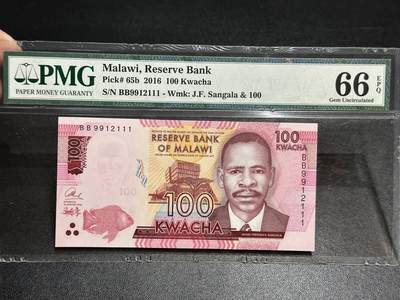 PMG
PAPER MONEY GUARANTY
Malawi, Reserve Bank
Pick# 65b 2016 100 Kwacha
S/N BB9912111 - Wmk: J.F. Sangala & 100
66 EPQ
Gem Uncirculated
BB9912111
100
RESERVE BANK
OF MALAWI
100
KWACHA
100
100
KWACHA
BB9912111